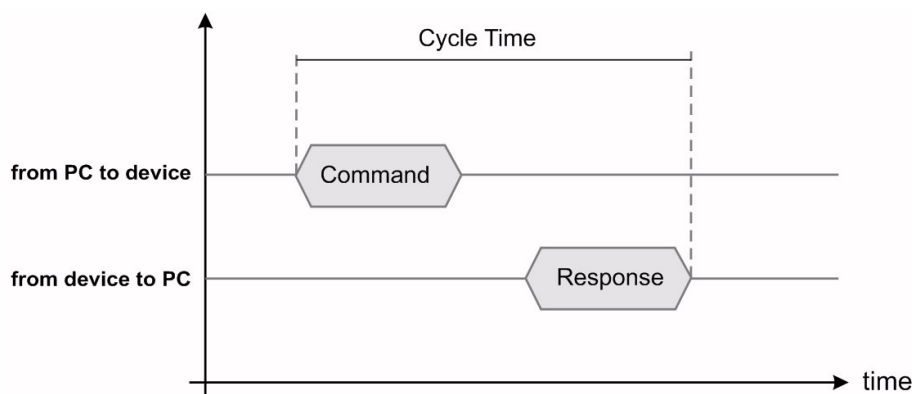 Cycle Time
from PC to device
Command
from device to PC
Response
time